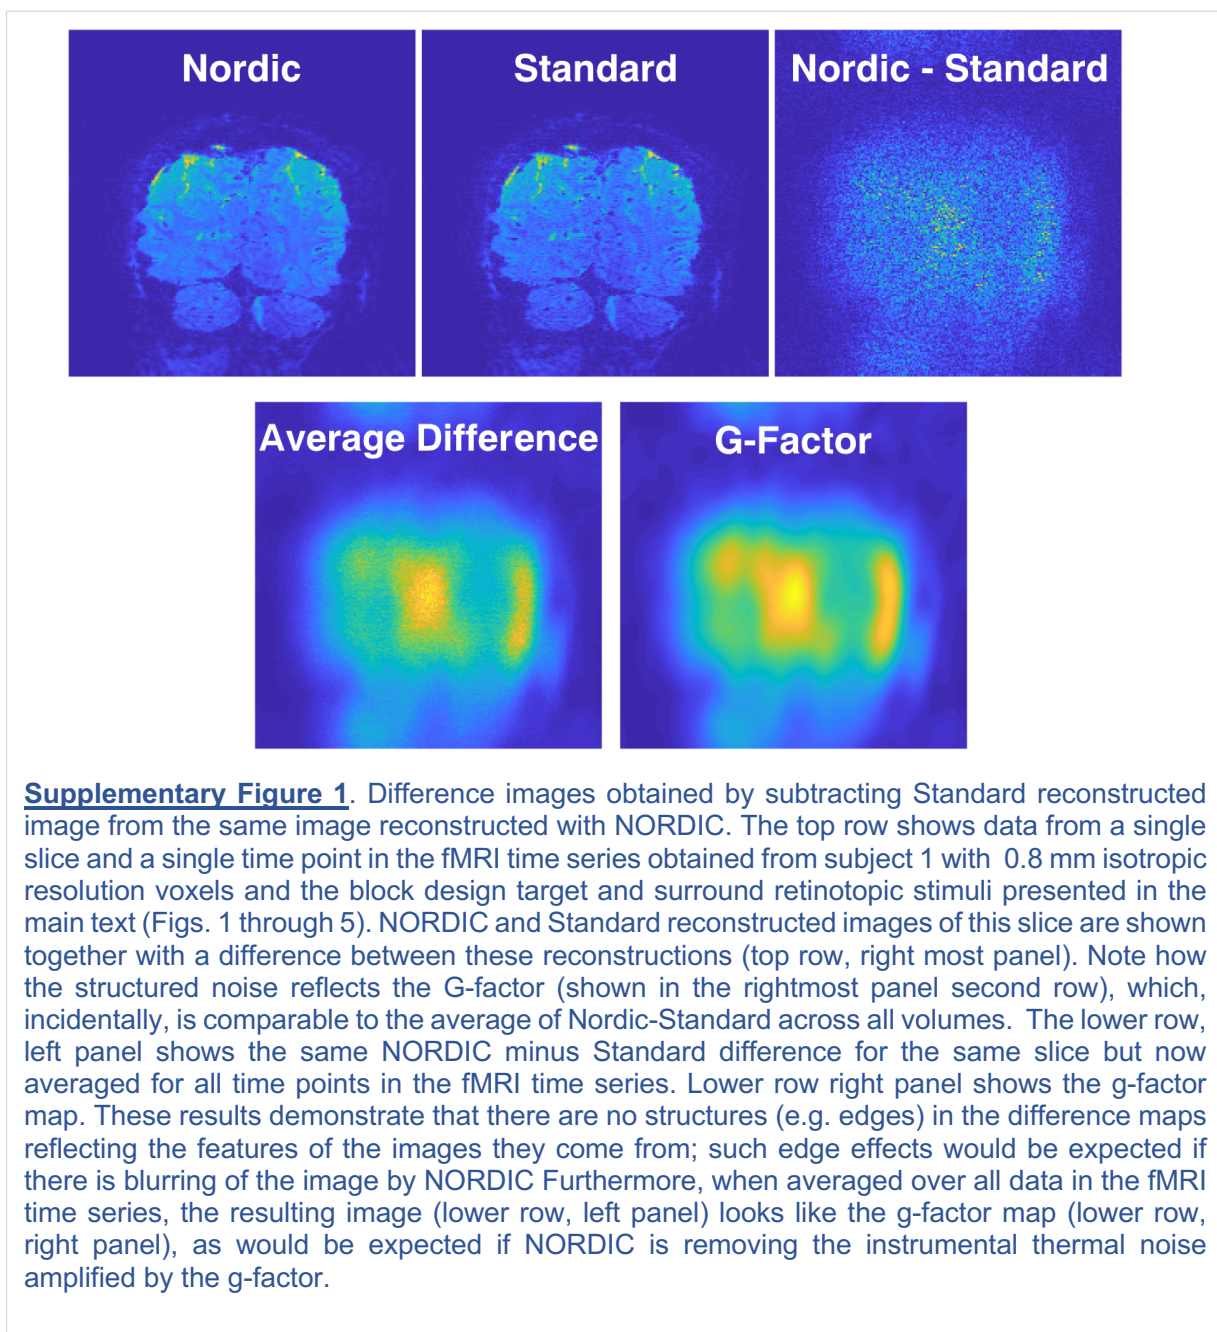 Nordic
Standard
Nordic - Standard
Average Difference
G-Factor
Supplementary Figure 1. Difference images obtained by subtracting Standard reconstructed
image from the same image reconstructed with NORDIC. The top row shows data from a single
slice and a single time point in the fMRI time series obtained from subject 1 with 0.8 mm isotropic
resolution voxels and the block design target and surround retinotopic stimuli presented in the
main text (Figs. 1 through 5). NORDIC and Standard reconstructed images of this slice are shown
together with a difference between these reconstructions (top row, right most panel). Note how
the structured noise reflects the G-factor (shown in the rightmost panel second row), which,
incidentally, is comparable to the average of Nordic-Standard across all volumes. The lower row,
left panel shows the same NORDIC minus Standard difference for the same slice but now
averaged for all time points in the fMRI time series. Lower row right panel shows the g-factor
map. These results demonstrate that there are no structures (e.g. edges) in the difference maps
reflecting the features of the images they come from; such edge effects would be expected if
there is blurring of the image by NORDIC Furthermore, when averaged over all data in the fMRI
time series, the resulting image (lower row, left panel) looks like the g-factor map (lower row,
right panel), as would be expected if NORDIC is removing the instrumental thermal noise
amplified by the g-factor.